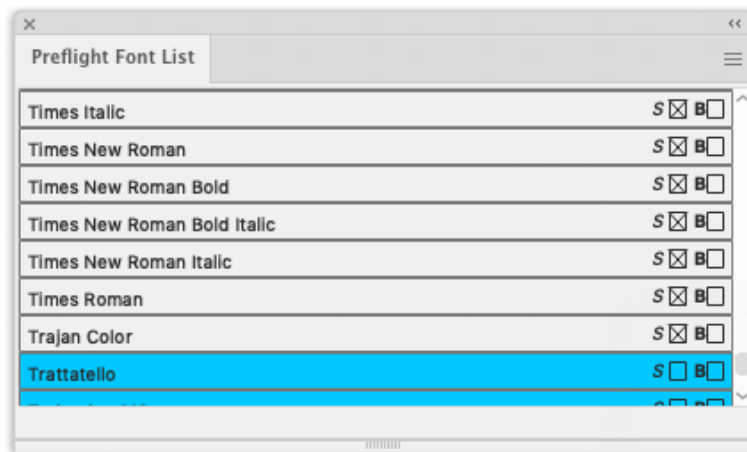 Preflight Font List
Times Italic S B
Times New Roman S B
Times New Roman Bold S B
Times New Roman Bold Italic S B
Times New Roman Italic S B
Times Roman S B
Trajan Color S B
Trattatello S B